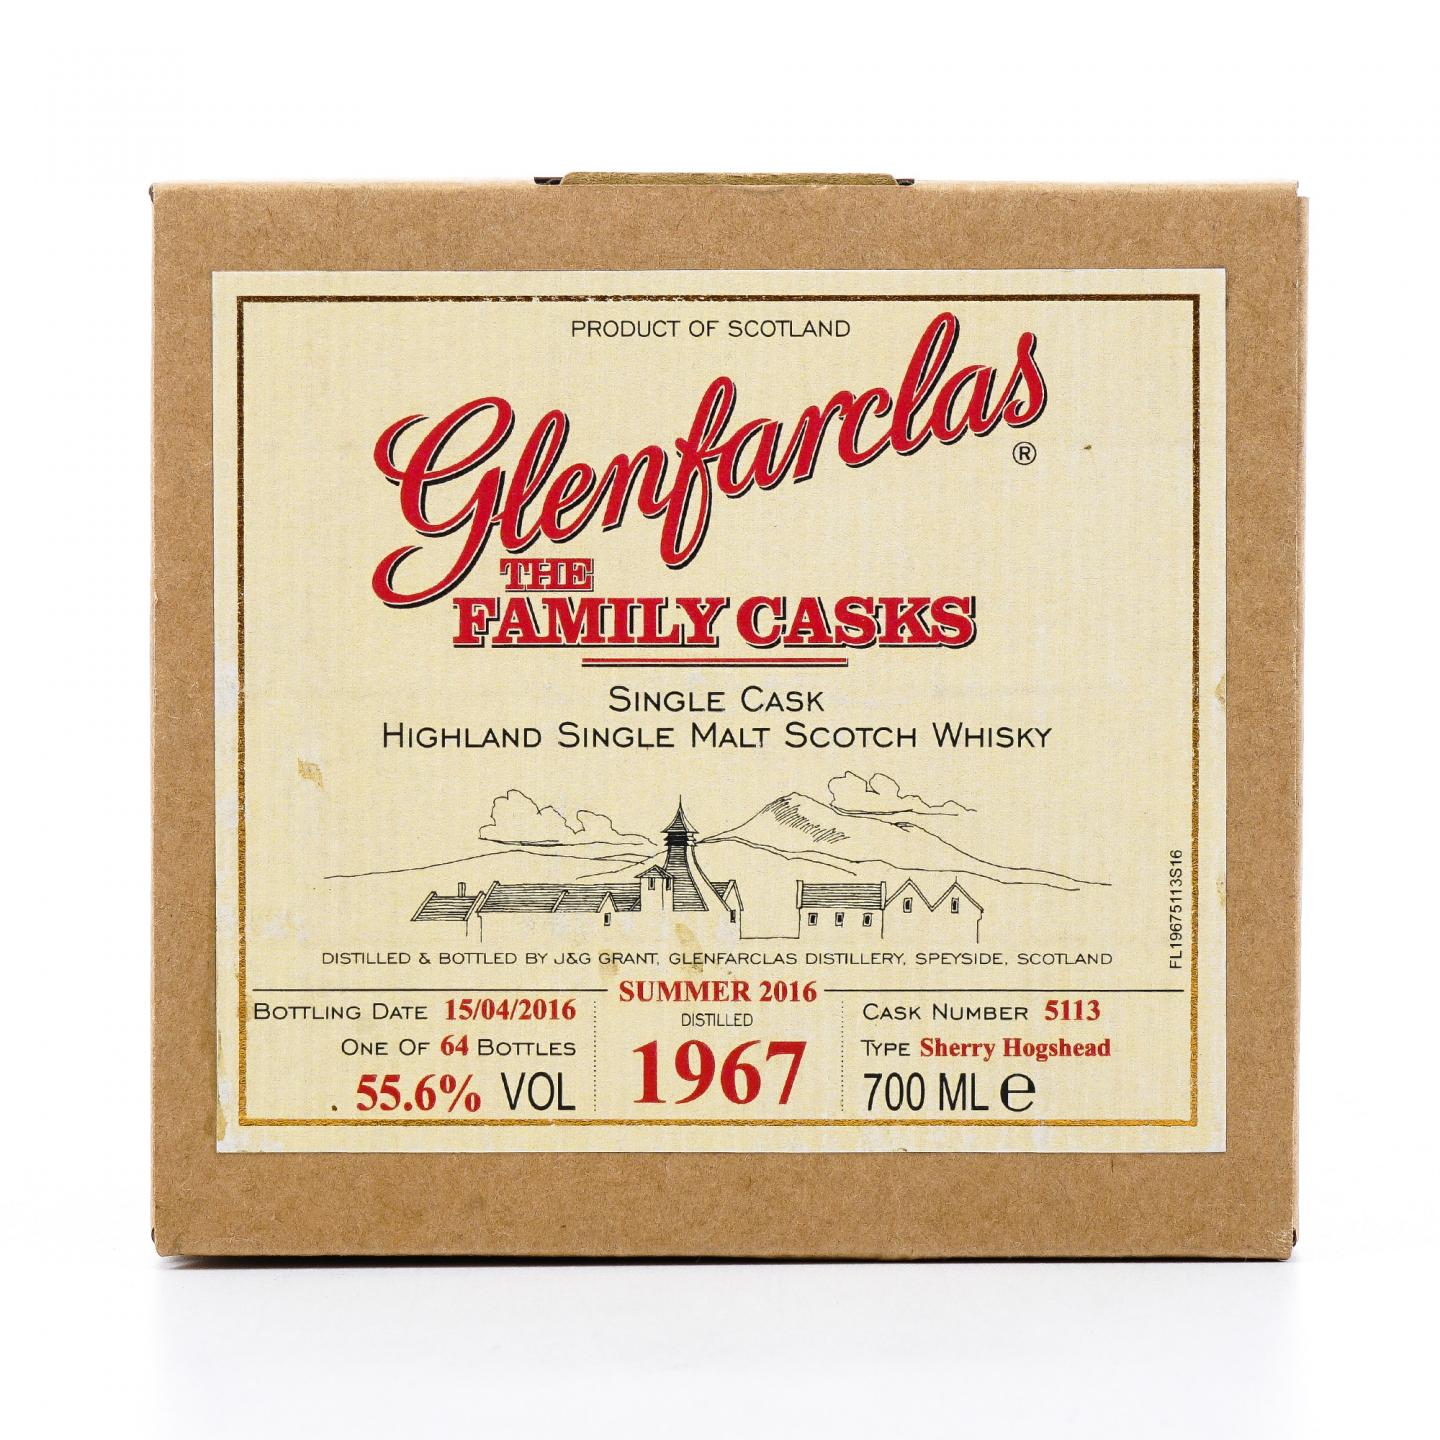 PRODUCT OF SCOTLAND
Glenfarclas ®
THE
FAMILY CASKS
SINGLE CASK
HIGHLAND SINGLE MALT SCOTCH WHISKY
FL19675113S16
DISTILLED & BOTTLED BY J&G GRANT, GLENFARCLAS DISTILLERY, SPEYSIDE, SCOTLAND
SUMMER 2016
BOTTLING DATE 15/04/2016
ONE OF 64 BOTTLES
55.6% VOL
DISTILLED
1967
CASK NUMBER 5113
TYPE Sherry Hogshead
700 ML e